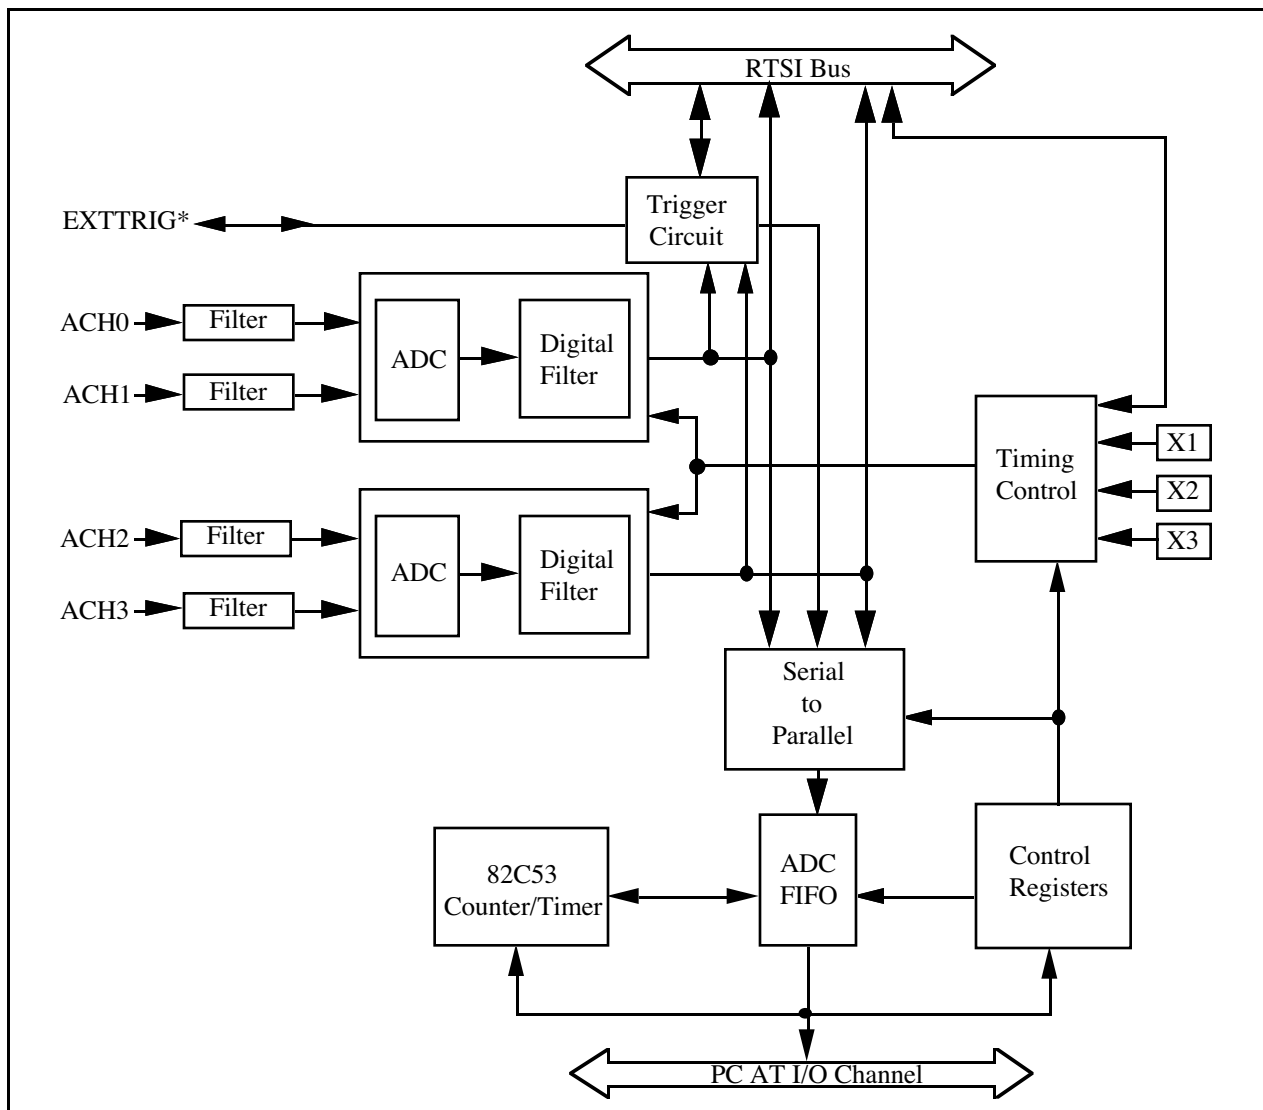 RTSI Bus
EXTTRIG*
Trigger
Circuit
ACH0
Filter
ACH1
Filter
ADC
Digital
Filter
ACH2
Filter
ACH3
Filter
ADC
Digital
Filter
Timing
Control
X1
X2
X3
Serial
to
Parallel
82C53
Counter/Timer
ADC
FIFO
Control
Registers
PC AT I/O Channel